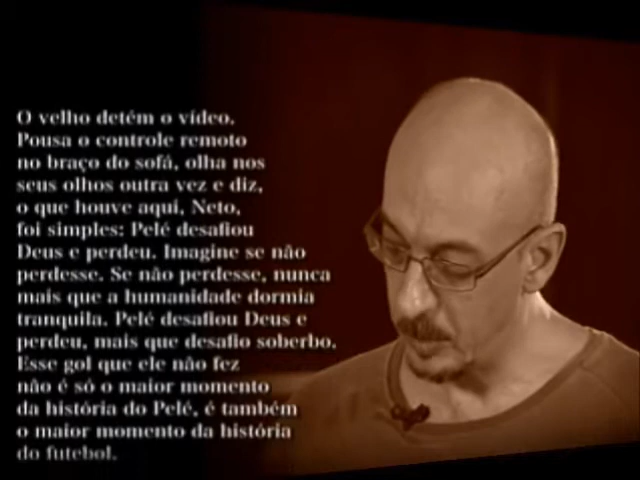 O velho detém o vídeo.
Pousa o controle remoto
no braço do sofá, olha nos
seus olhos outra vez e diz,
o que houve aqui, Neto,
foi simples: Pelé desafiou
Deus e perdeu. Imagine se não
perdesse. Se não perdesse, nunca
mais que a humanidade dormia
tranquila. Pelé desafiou Deus e
perdeu, mais que desafio soberbo.
Esse gol que ele não fez
não é só o maior momento
da história do Pelé, é também
o maior momento da história
do futebol.